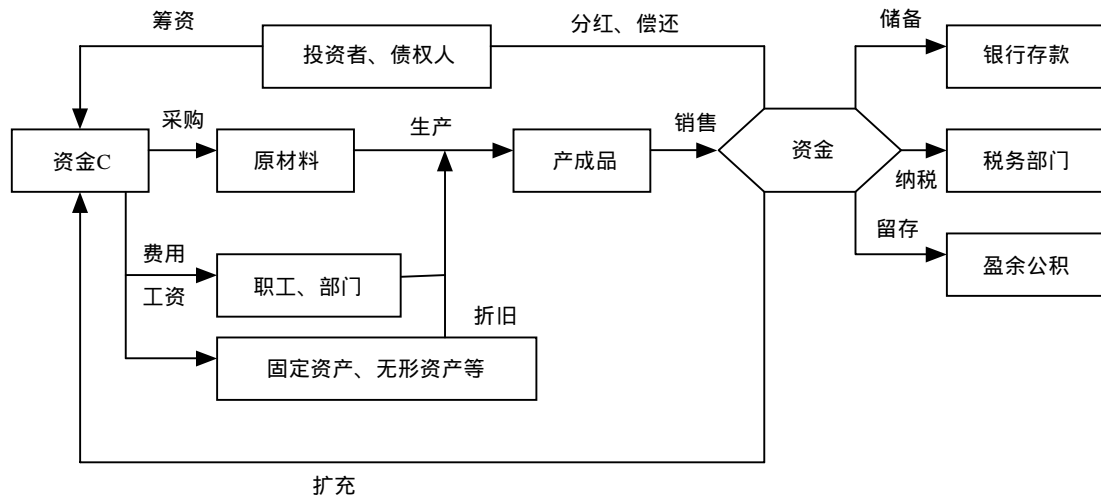 筹资
分红、偿还
储备
投资者、债权人
银行存款
采购
生产
销售
资金C
原材料
产成品
资金
税务部门
纳税
留存
费用
工资
职工、部门
盈余公积
折旧
固定资产、无形资产等
扩充